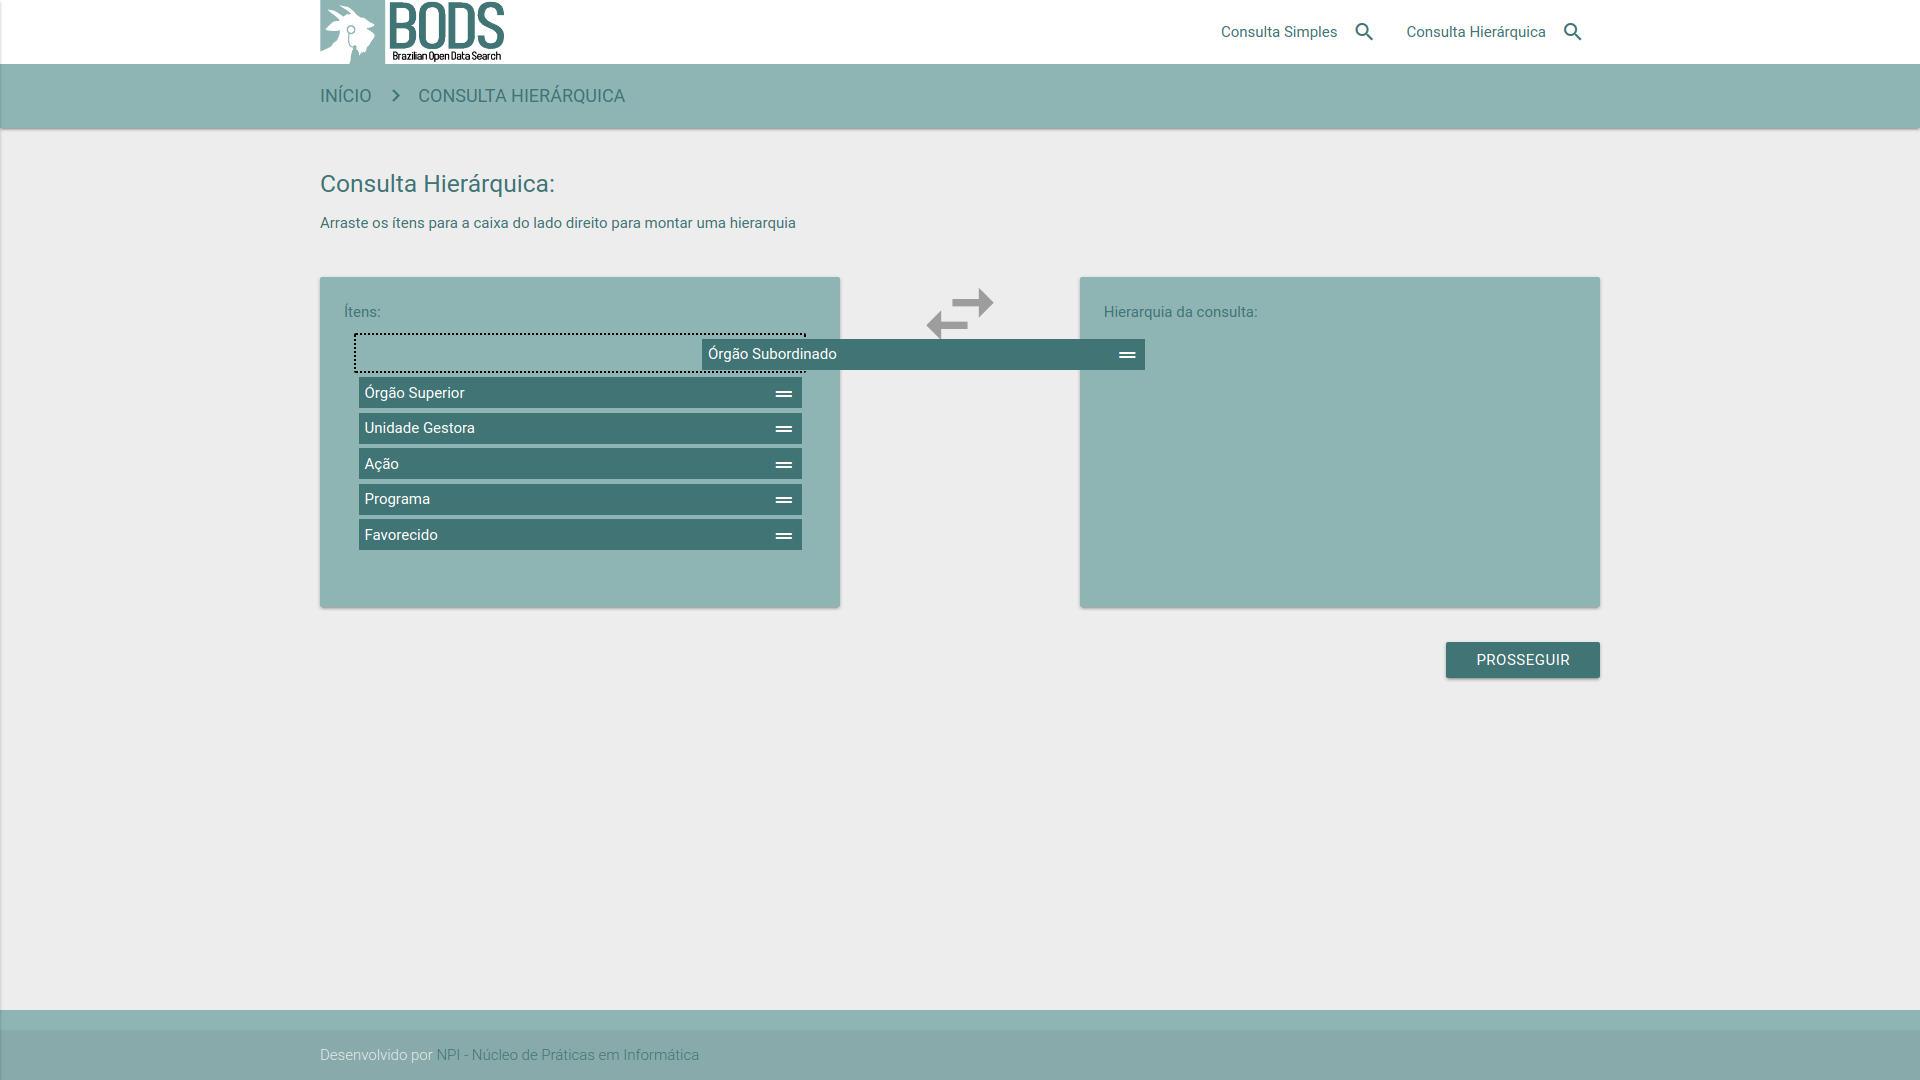 BODS
Brazilian Open Data Search
Consulta Simples
Consulta Hierárquica
INÍCIO
CONSULTA HIERÁRQUICA
Consulta Hierárquica:
Arraste os ítens para a caixa do lado direito para montar uma hierarquia
Ítens:
Hierarquia da consulta:
Órgão Subordinado
Órgão Superior
Unidade Gestora
Ação
Programa
Favorecido
PROSSEGUIR
Desenvolvido por NPI - Núcleo de Práticas em Informática